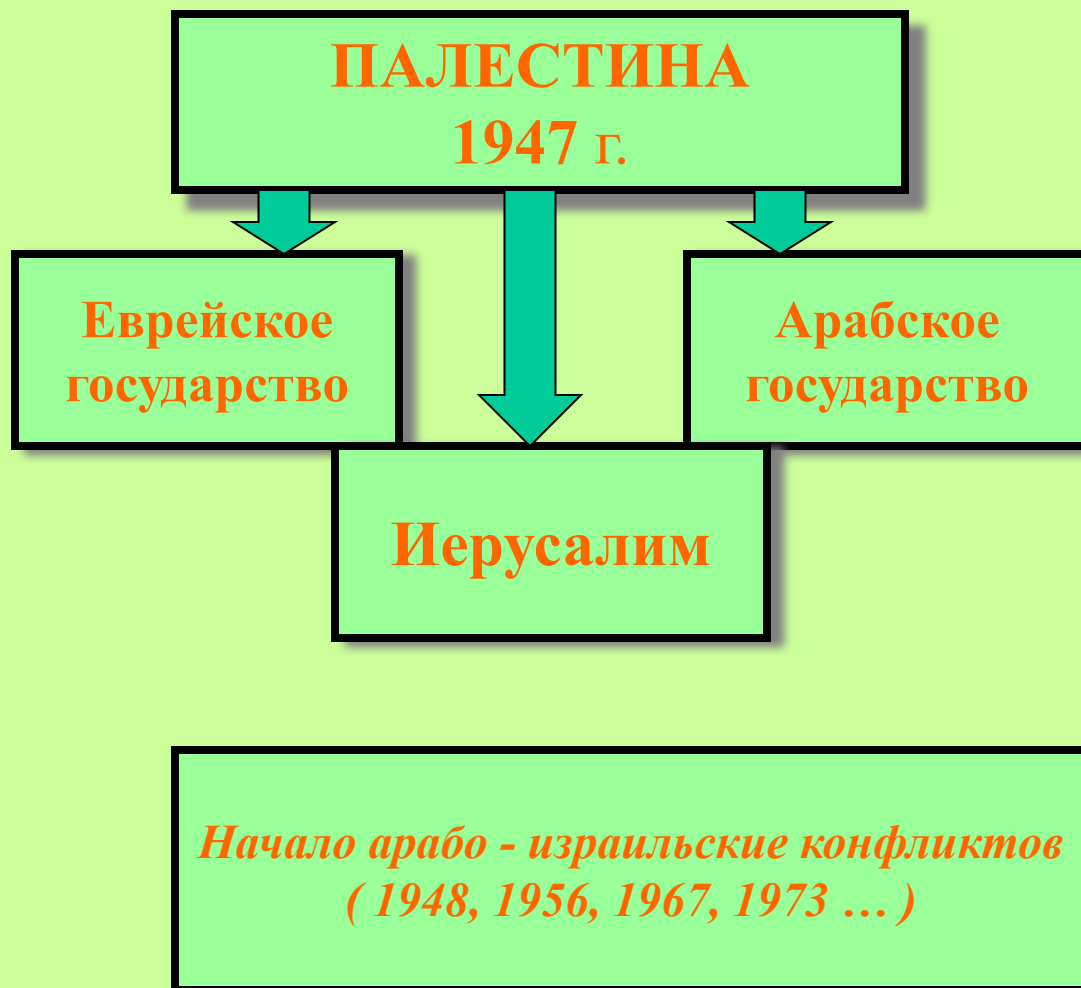 ПАЛЕСТИНА
1947 г.
Еврейское
государство
Арабское
государство
Иерусалим
Начало арабо - израильские конфликтов
( 1948, 1956, 1967, 1973 … )